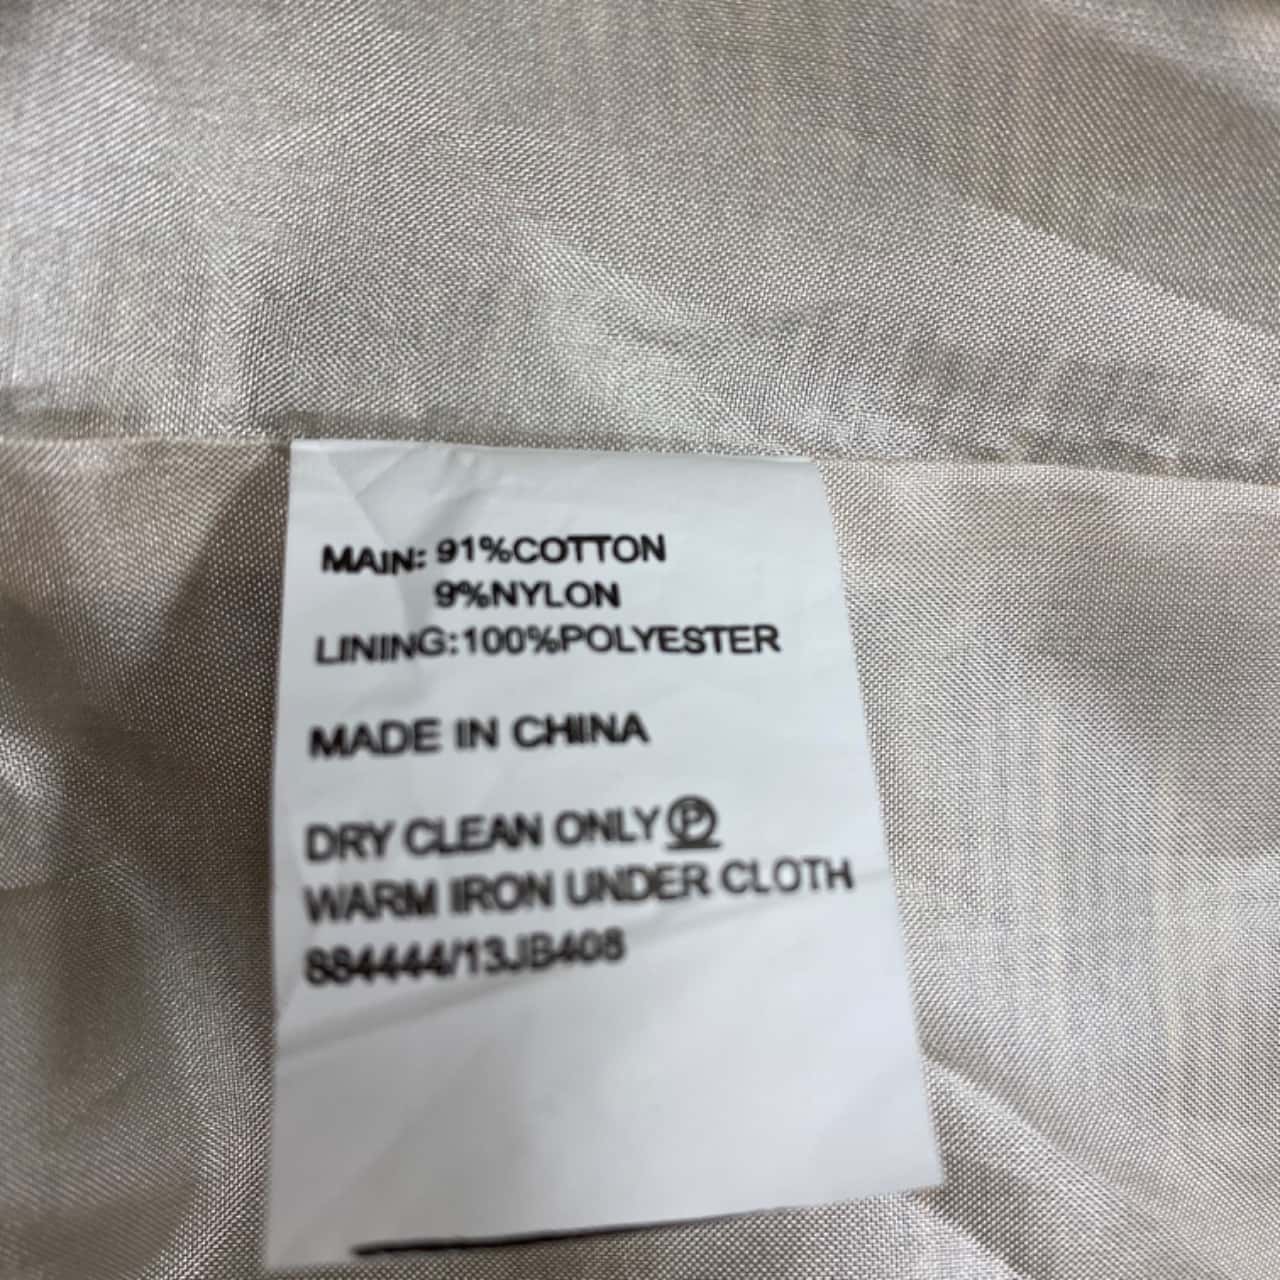 MAIN: 91%COTTON
9%NYLON
LINING:100%POLYESTER
MADE IN CHINA
DRY CLEAN ONLY Ⓟ
WARM IRON UNDER CLOTH
884444/13JB408